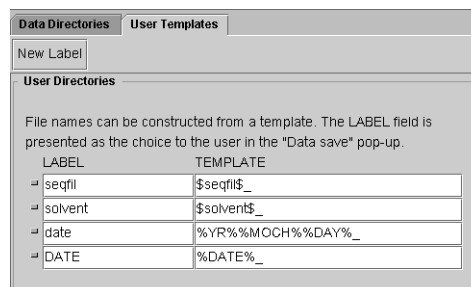 Data Directories User Templates
New Label
User Directories
File names can be constructed from a template. The LABEL field is
presented as the choice to the user in the "Data save" pop-up.
LABEL TEMPLATE
seqfil $seqfil$_
solvent $solvent$_
date %YR%%MOCH%%DAY%_
DATE %DATE%_